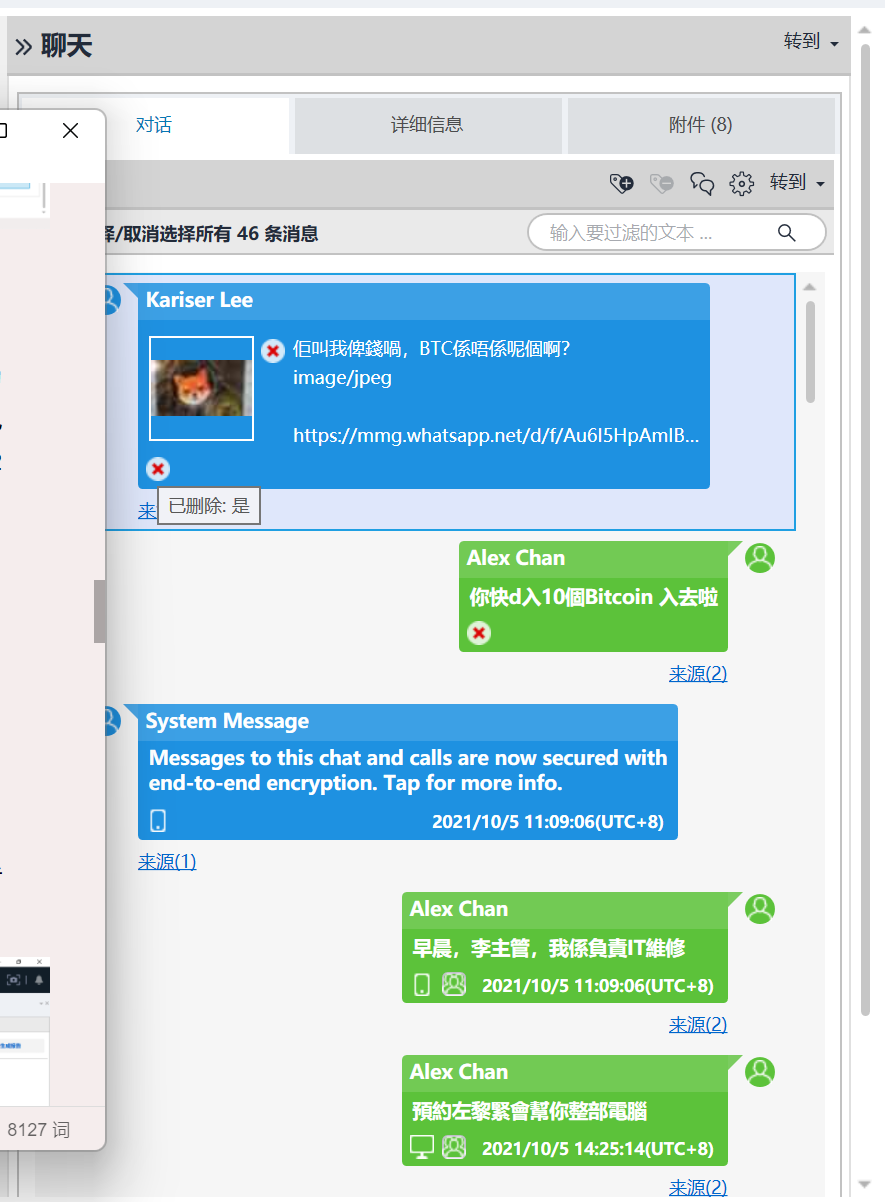 聊天
转到
对话
详细信息
附件 (8)
转到
择/取消选择所有 46 条消息
输入要过滤的文本 ...
Kariser Lee
佢叫我俾錢喎，BTC係唔係呢個啊？
image/jpeg
https://mmg.whatsapp.net/d/f/Au6I5HpAmIB...
已删除: 是
来
Alex Chan
你快d入10個Bitcoin 入去啦
来源(2)
System Message
Messages to this chat and calls are now secured with
end-to-end encryption. Tap for more info.
2021/10/5 11:09:06(UTC+8)
来源(1)
Alex Chan
早晨，李主管，我係負責IT維修
2021/10/5 11:09:06(UTC+8)
来源(2)
Alex Chan
預約左黎緊會幫你整部電腦
2021/10/5 14:25:14(UTC+8)
来源(2)
8127 词